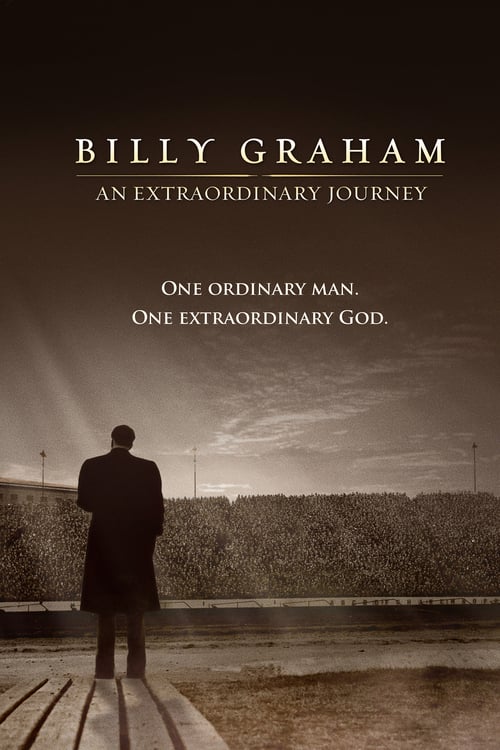 BILLY GRAHAM
AN EXTRAORDINARY JOURNEY
ONE ORDINARY MAN.
ONE EXTRAORDINARY GOD.